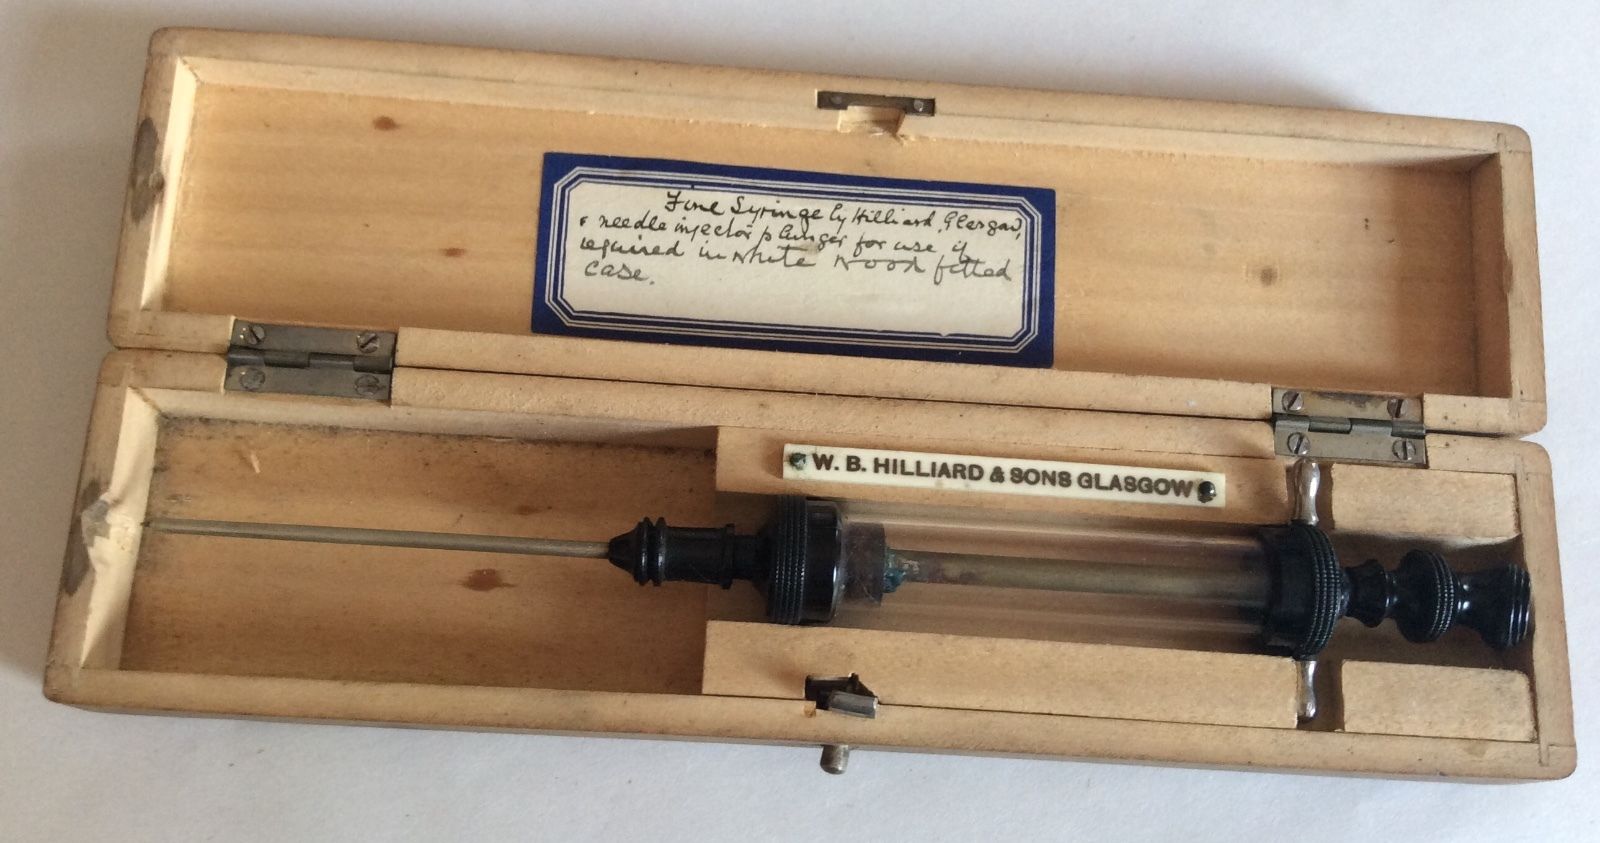 Fine Syringe by Hilliard, Glasgow,
& needle injector plunger for use if
required in white wood fitted
case.
W. B. HILLIARD & SONS GLASGOW